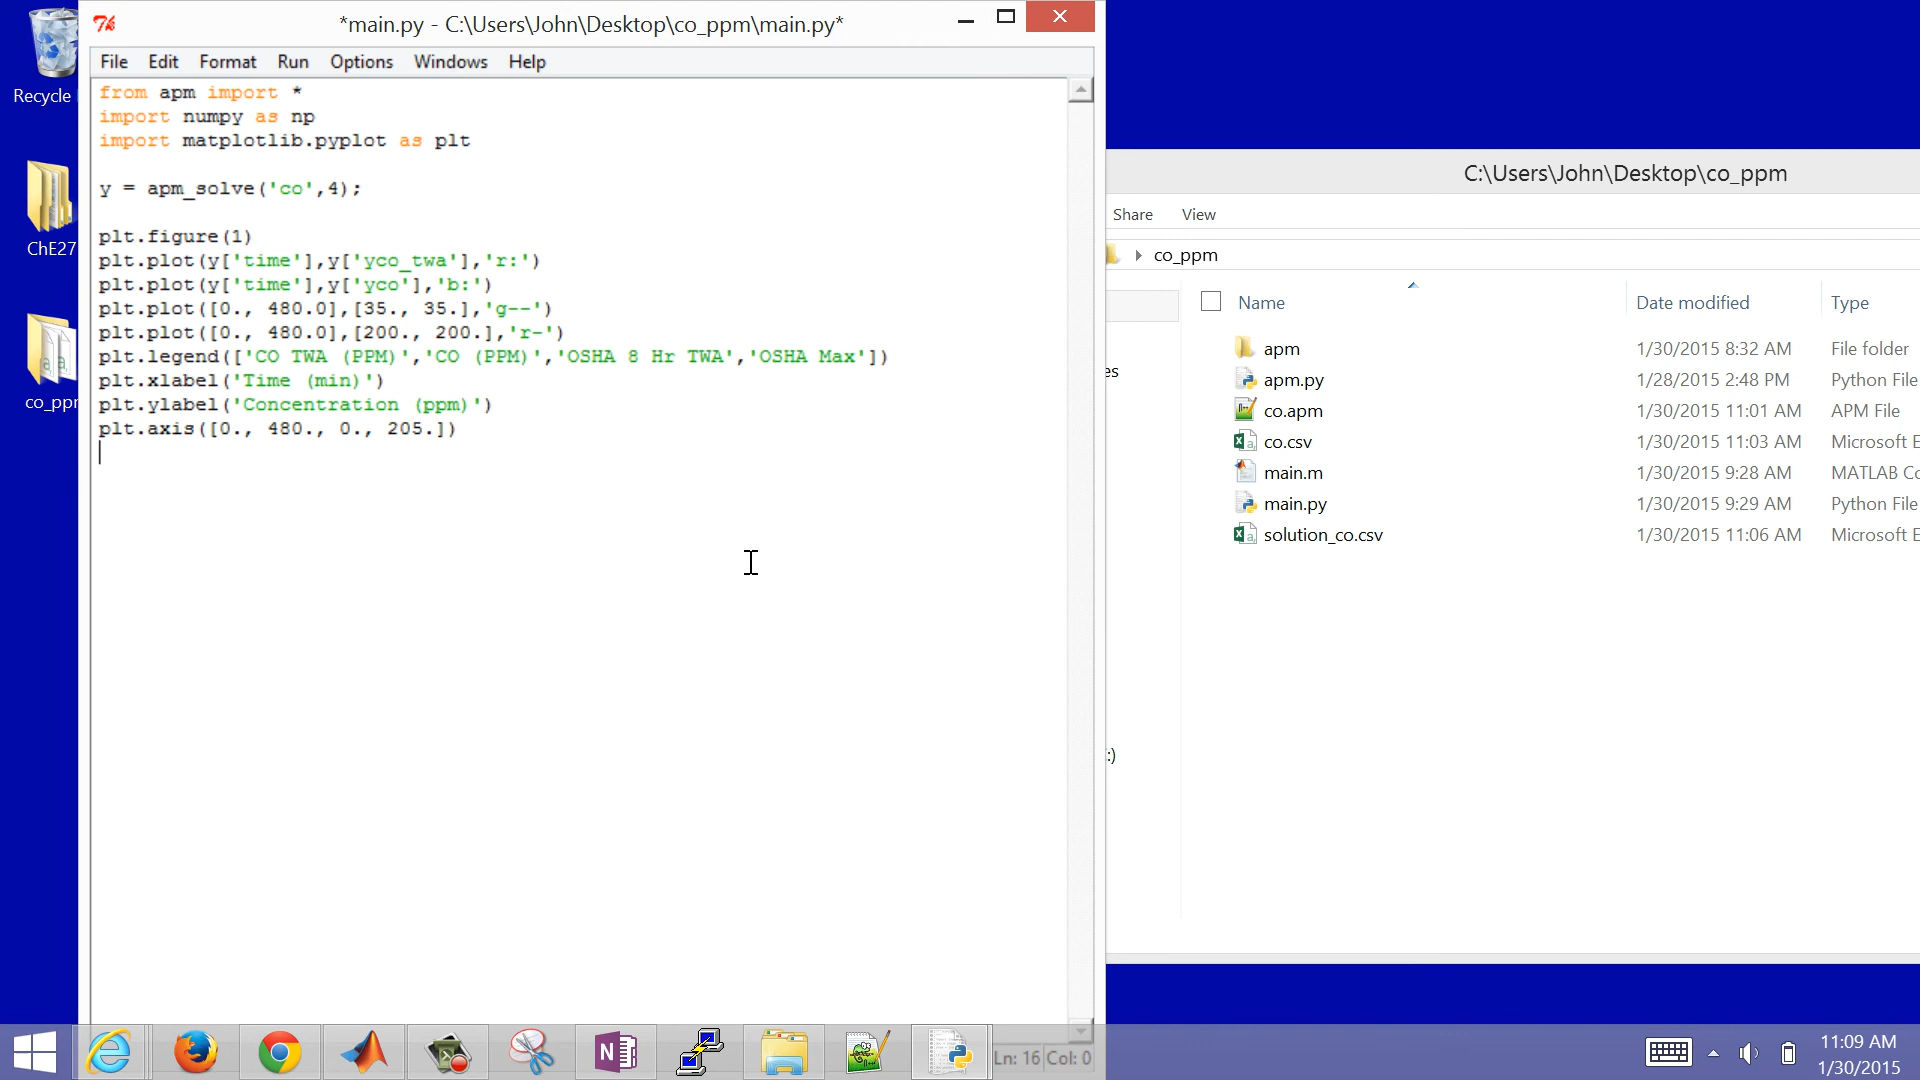 *main.py - C:\Users\John\Desktop\co_ppm\main.py*
File Edit Format Run Options Windows Help
from apm import *
import numpy as np
import matplotlib.pyplot as plt
y = apm_solve('co',4);
plt.figure(1)
plt.plot(y['time'],y['yco_twa'],'r:')
plt.plot(y['time'],y['yco'],'b:')
plt.plot([0., 480.0],[35., 35.],'g--')
plt.plot([0., 480.0],[200., 200.],'r-')
plt.legend(['CO TWA (PPM)','CO (PPM)','OSHA 8 Hr TWA','OSHA Max'])
plt.xlabel('Time (min)')
plt.ylabel('Concentration (ppm)')
plt.axis([0., 480., 0., 205.])
Ln: 16 Col: 0
Recycle
ChE27
co_ppm
C:\Users\John\Desktop\co_ppm
Share View
co_ppm
Name Date modified Type
apm 1/30/2015 8:32 AM File folder
apm.py 1/28/2015 2:48 PM Python File
co.apm 1/30/2015 11:01 AM APM File
co.csv 1/30/2015 11:03 AM Microsoft E
main.m 1/30/2015 9:28 AM MATLAB Co
main.py 1/30/2015 9:29 AM Python File
solution_co.csv 1/30/2015 11:06 AM Microsoft E
es
:)
11:09 AM
1/30/2015